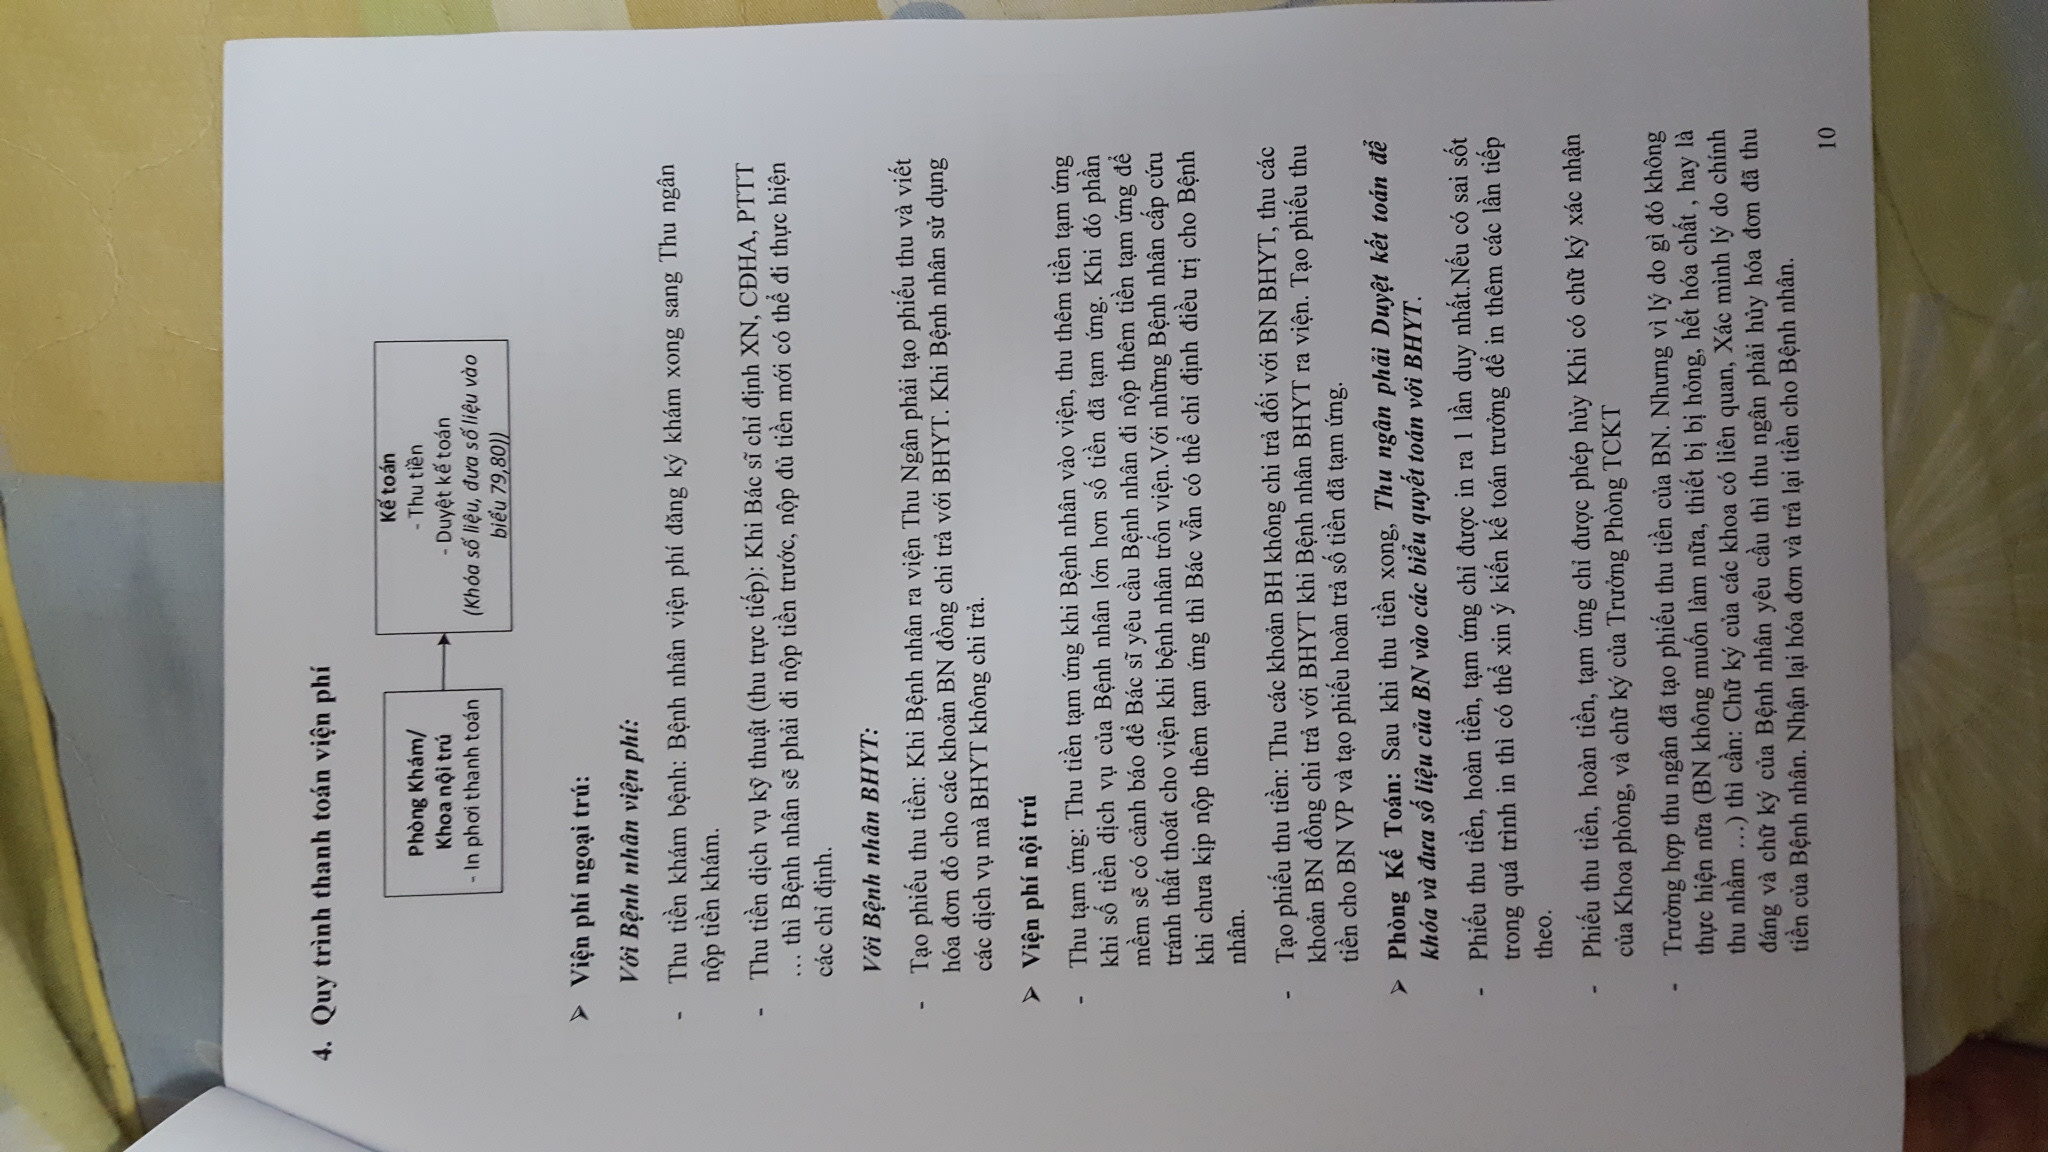 4. Quy trình thanh toán viện phí
Phòng Khám/
Khoa nội trú
- In phơi thanh toán
Kế toán
- Thu tiền
- Duyệt kế toán
(Khóa số liệu, đưa số liệu vào
biểu 79,80))
➢ Viện phí ngoại trú:
Với Bệnh nhân viện phí:
- Thu tiền khám bệnh: Bệnh nhân viện phí đăng ký khám xong sang Thu ngân
nộp tiền khám.
- Thu tiền dịch vụ kỹ thuật (thu trực tiếp): Khi Bác sĩ chỉ định XN, CĐHA, PTTT
… thì Bệnh nhân sẽ phải đi nộp tiền trước, nộp đủ tiền mới có thể đi thực hiện
các chỉ định.
Với Bệnh nhân BHYT:
- Tạo phiếu thu tiền: Khi Bệnh nhân ra viện Thu Ngân phải tạo phiếu thu và viết
hóa đơn đỏ cho các khoản BN đồng chi trả với BHYT. Khi Bệnh nhân sử dụng
các dịch vụ mà BHYT không chi trả.
➢ Viện phí nội trú
- Thu tạm ứng: Thu tiền tạm ứng khi Bệnh nhân vào viện, thu thêm tiền tạm ứng
khi số tiền dịch vụ của Bệnh nhân lớn hơn số tiền đã tạm ứng. Khi đó phần
mềm sẽ có cảnh báo để Bác sĩ yêu cầu Bệnh nhân đi nộp thêm tiền tạm ứng để
tránh thất thoát cho viện khi bệnh nhân trốn viện.Với những Bệnh nhân cấp cứu
khi chưa kịp nộp thêm tạm ứng thì Bác vẫn có thể chỉ định điều trị cho Bệnh
nhân.
- Tạo phiếu thu tiền: Thu các khoản BH không chi trả đối với BN BHYT, thu các
khoản BN đồng chi trả với BHYT khi Bệnh nhân BHYT ra viện. Tạo phiếu thu
tiền cho BN VP và tạo phiếu hoàn trả số tiền đã tạm ứng.
➢ Phòng Kế Toán: Sau khi thu tiền xong, Thu ngân phải Duyệt kết toán để
khóa và đưa số liệu của BN vào các biểu quyết toán với BHYT.
- Phiếu thu tiền, hoàn tiền, tạm ứng chỉ được in ra 1 lần duy nhất.Nếu có sai sốt
trong quá trình in thì có thể xin ý kiến kế toán trưởng để in thêm các lần tiếp
theo.
- Phiếu thu tiền, hoàn tiền, tạm ứng chỉ được phép hủy Khi có chữ ký xác nhận
của Khoa phòng, và chữ ký của Trưởng Phòng TCKT
- Trường hợp thu ngân đã tạo phiếu thu tiền của BN. Nhưng vì lý do gì đó không
thực hiện nữa (BN không muốn làm nữa, thiết bị bị hỏng, hết hóa chất , hay là
thu nhầm …) thì cần: Chữ ký của các khoa có liên quan, Xác minh lý do chính
đáng và chữ ký của Bệnh nhân yêu cầu thì thu ngân phải hủy hóa đơn đã thu
tiền của Bệnh nhân. Nhận lại hóa đơn và trả lại tiền cho Bệnh nhân.
10